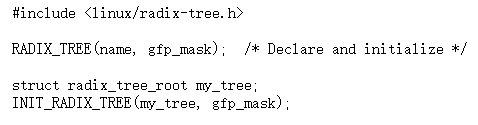 #include <linux/radix-tree.h>
RADIX_TREE(name, gfp_mask);  /* Declare and initialize */
struct radix_tree_root my_tree;
INIT_RADIX_TREE(my_tree, gfp_mask);